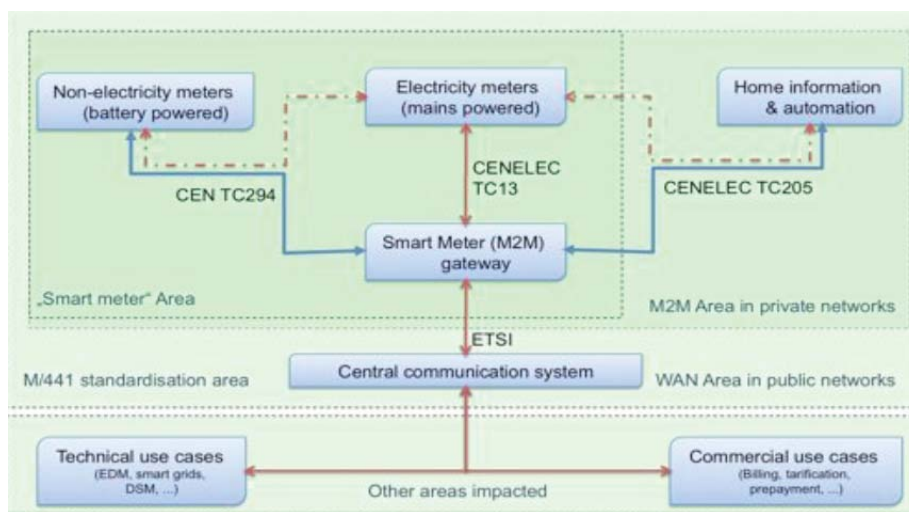 Non-electricity meters
(battery powered)
Electricity meters
(mains powered)
Home information
& automation
CEN TC294
CENELEC
TC13
CENELEC TC205
Smart Meter (M2M)
gateway
„Smart meter“ Area
M2M Area in private networks
ETSI
M/441 standardisation area
Central communication system
WAN Area in public networks
Technical use cases
(EDM, smart grids,
DSM, ...)
Other areas impacted
Commercial use cases
(Billing, tarification,
prepayment, ...)